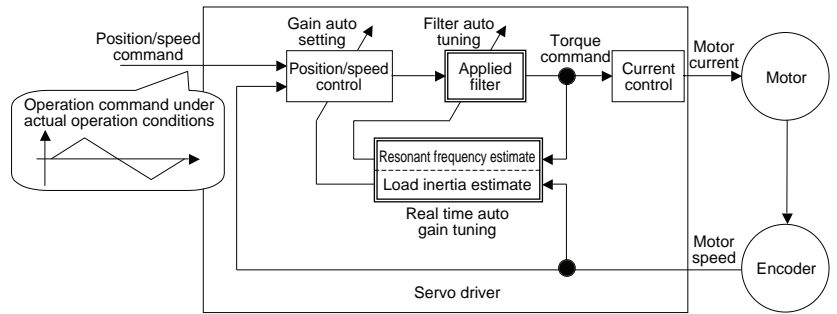 Position/speed
command
Gain auto
setting
Filter auto
tuning
Torque
command
Motor
current
Position/speed
control
Applied
filter
Current
control
Motor
Operation command under
actual operation conditions
Resonant frequency estimate
Load inertia estimate
Real time auto
gain tuning
Motor
speed
Encoder
Servo driver